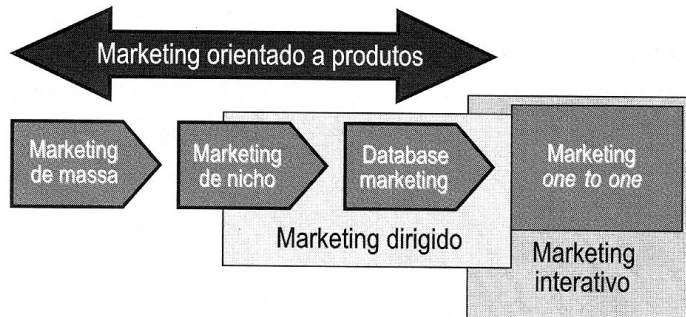 Marketing orientado a produtos
Marketing
de massa
Marketing
de nicho
Database
marketing
Marketing
one to one
Marketing dirigido
Marketing
interativo